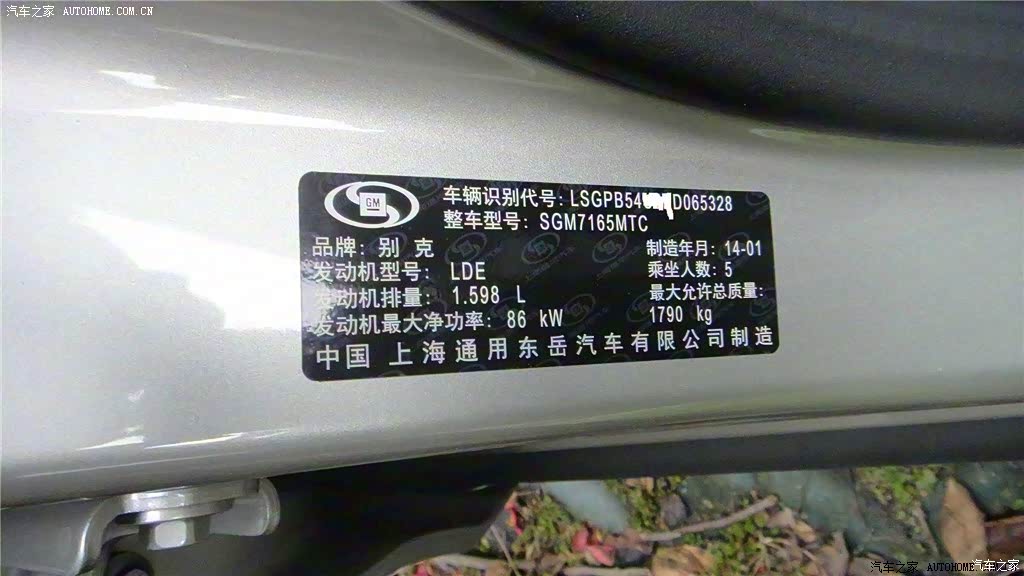 汽车之家 AUTOHOME.COM.CN
GM
车辆识别代号: LSGPB54 D065328
整车型号: SGM7165MTC
品牌: 别 克 制造年月: 14-01
发动机型号: LDE 乘坐人数: 5
发动机排量: 1.598 L 最大允许总质量:
发动机最大净功率: 86 kW 1790 kg
中国 上海通用东岳汽车有限公司制造
汽车之家 AUTOHOME汽车之家